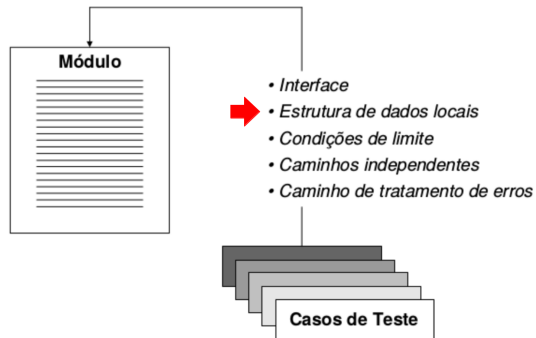 Módulo
• Interface
• Estrutura de dados locais
• Condições de limite
• Caminhos independentes
• Caminho de tratamento de erros
Casos de Teste